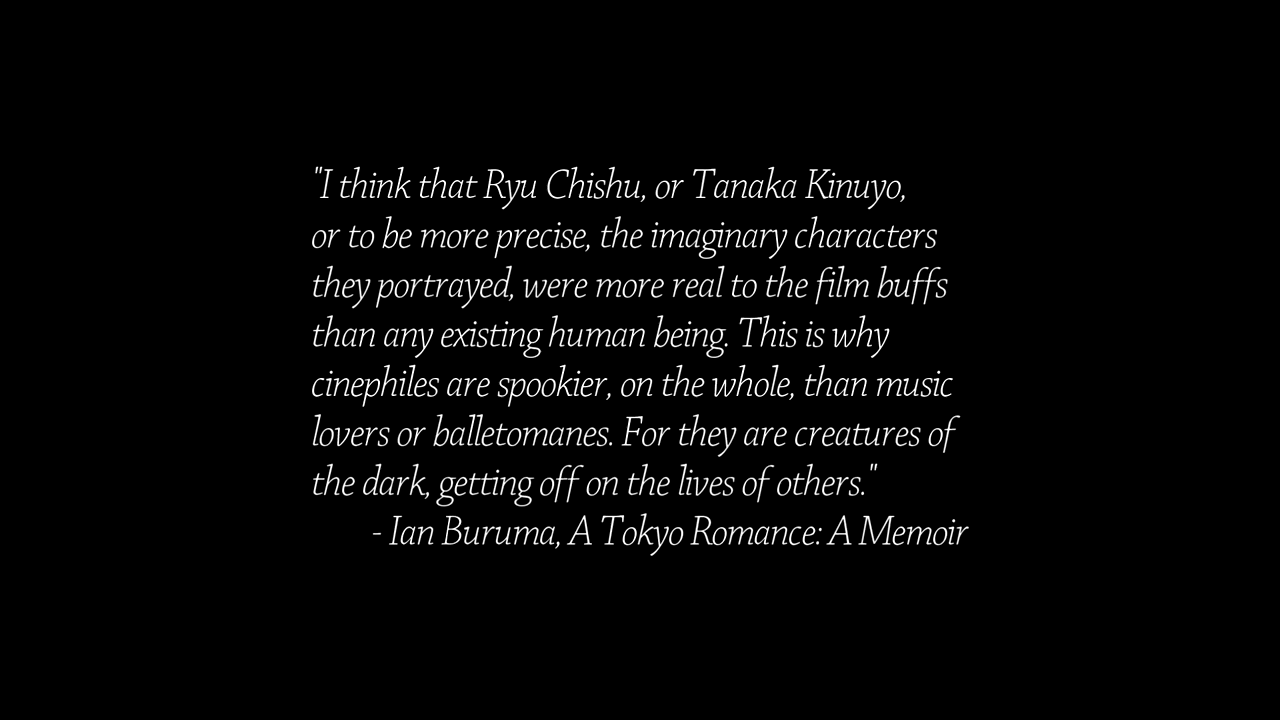 "I think that Ryu Chishu, or Tanaka Kinuyo,
or to be more precise, the imaginary characters
they portrayed, were more real to the film buffs
than any existing human being. This is why
cinephiles are spookier, on the whole, than music
lovers or balletomanes. For they are creatures of
the dark, getting off on the lives of others."
- Ian Buruma, A Tokyo Romance: A Memoir